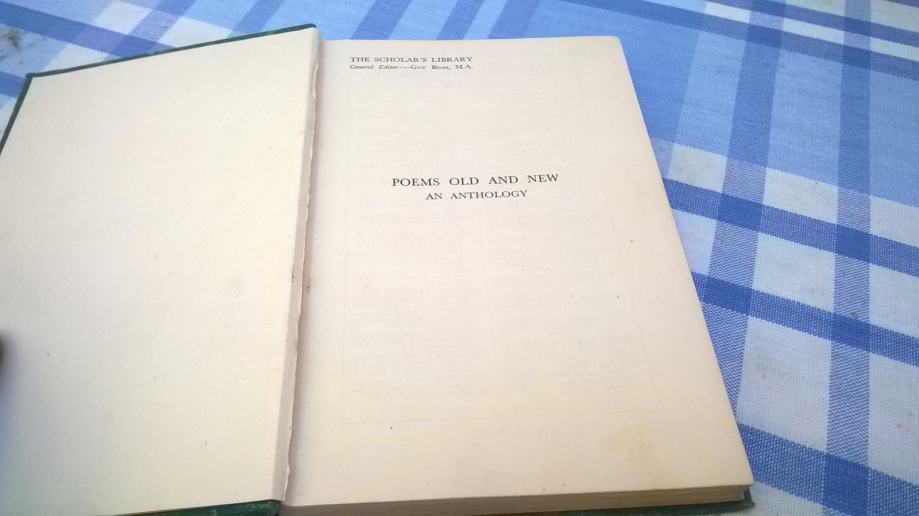 THE SCHOLAR'S LIBRARY
General Editor:—GUY BOAS, M.A.
POEMS OLD AND NEW
AN ANTHOLOGY